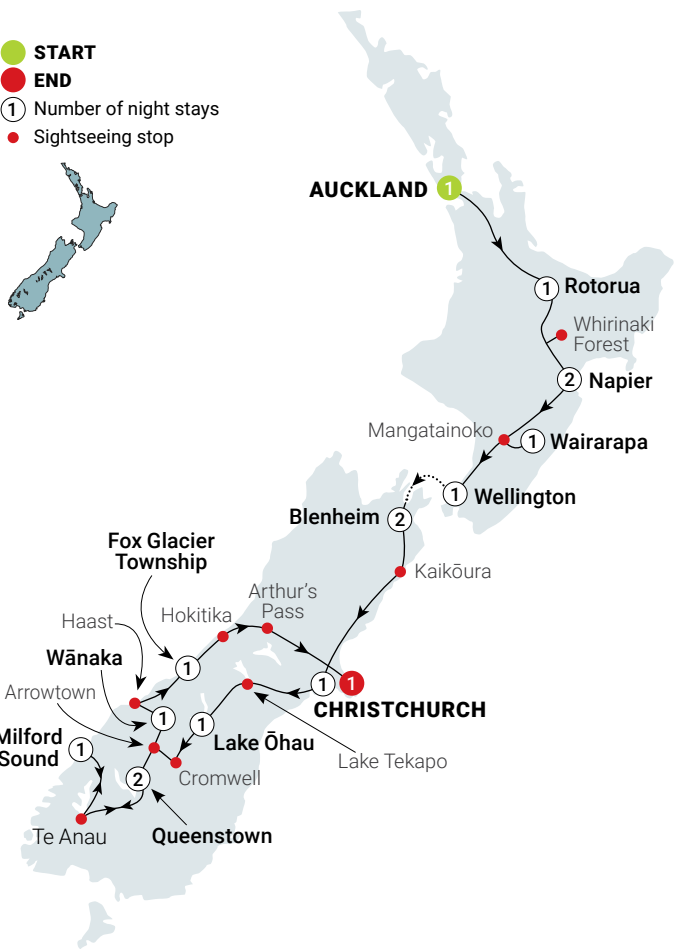 START
END
1 Number of night stays
Sightseeing stop
AUCKLAND 1
1 Rotorua
Whirinaki
Forest
2 Napier
Mangatainoko
1 Wairarapa
1 Wellington
Blenheim 2
Kaikōura
Fox Glacier
Township
Arthur's
Pass
Hokitika
Haast
1
Wānaka
1 1
CHRISTCHURCH
Arrowtown
1
1
Lake Ōhau
Milford
Sound
1
Lake Tekapo
Cromwell
2
Te Anau
Queenstown